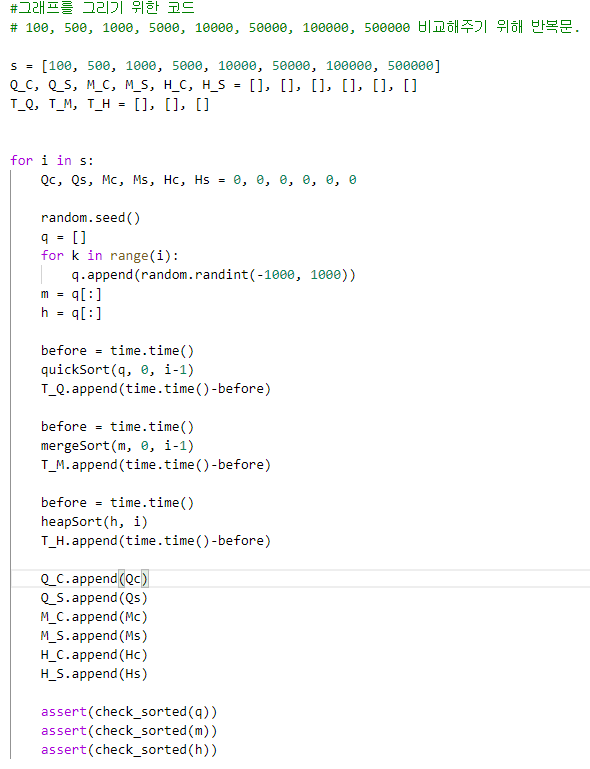 #그래프를 그리기 위한 코드
# 100, 500, 1000, 5000, 10000, 50000, 100000, 500000 비교해주기 위해 반복문.

s = [100, 500, 1000, 5000, 10000, 50000, 100000, 500000]
Q_C, Q_S, M_C, M_S, H_C, H_S = [], [], [], [], [], []
T_Q, T_M, T_H = [], [], []


for i in s:
    Qc, Qs, Mc, Ms, Hc, Hs = 0, 0, 0, 0, 0, 0

    random.seed()
    q = []
    for k in range(i):
        q.append(random.randint(-1000, 1000))
    m = q[:]
    h = q[:]

    before = time.time()
    quickSort(q, 0, i-1)
    T_Q.append(time.time()-before)

    before = time.time()
    mergeSort(m, 0, i-1)
    T_M.append(time.time()-before)

    before = time.time()
    heapSort(h, i)
    T_H.append(time.time()-before)

    Q_C.append(Qc)
    Q_S.append(Qs)
    M_C.append(Mc)
    M_S.append(Ms)
    H_C.append(Hc)
    H_S.append(Hs)

    assert(check_sorted(q))
    assert(check_sorted(m))
    assert(check_sorted(h))